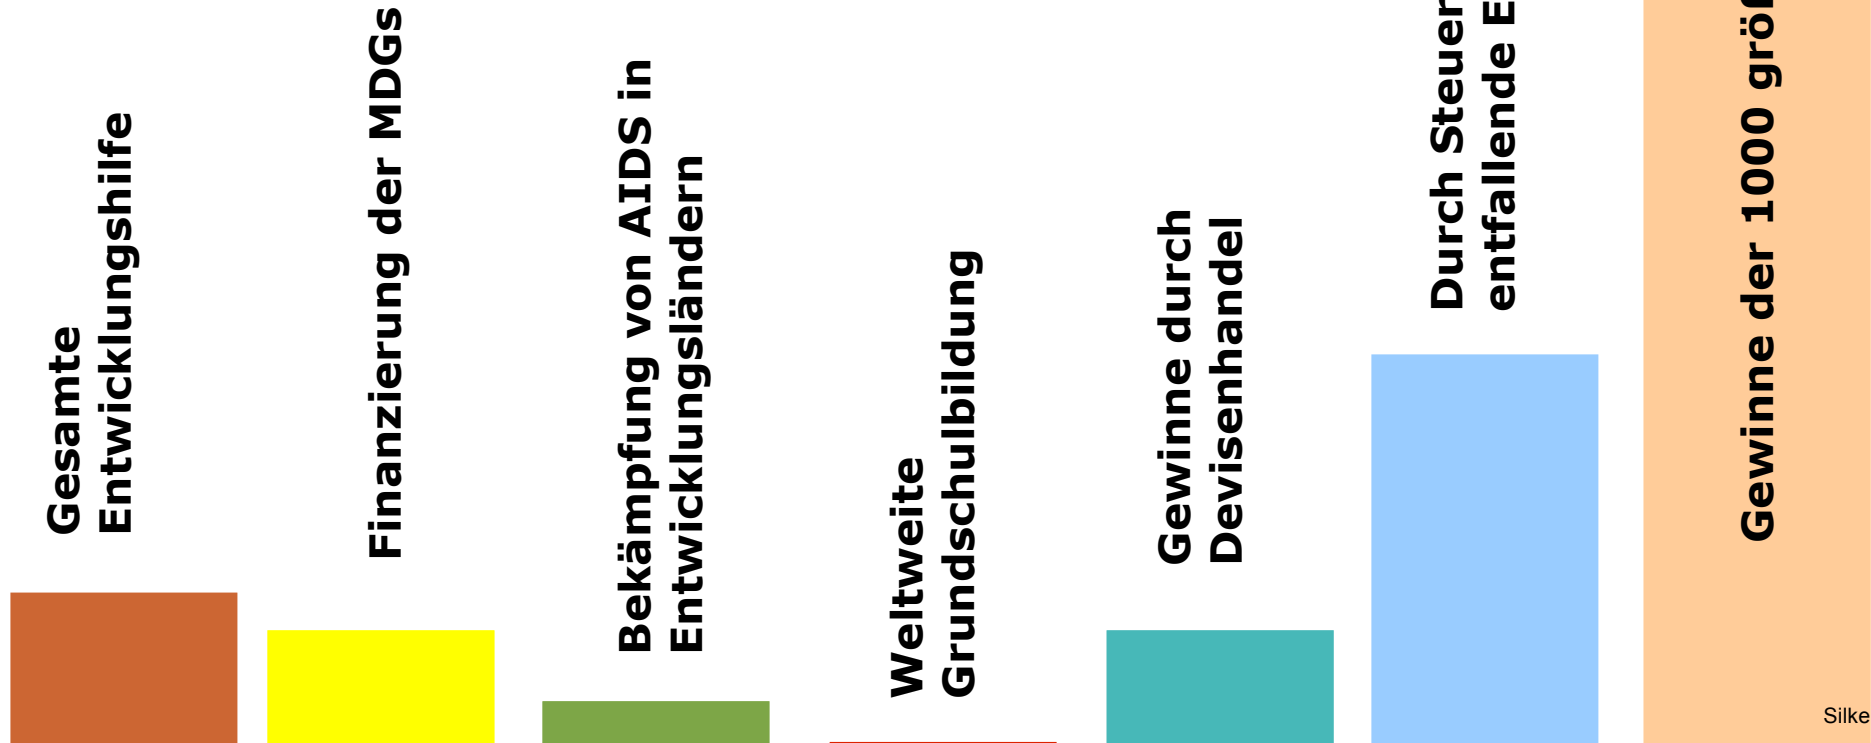 Gesamte
Entwicklungshilfe
Finanzierung der MDGs
Bekämpfung von AIDS in
Entwicklungsländern
Weltweite
Grundschulbildung
Gewinne durch
Devisenhandel
Durch Steuer
entfallende E
Gewinne der 1000 größ
Silke